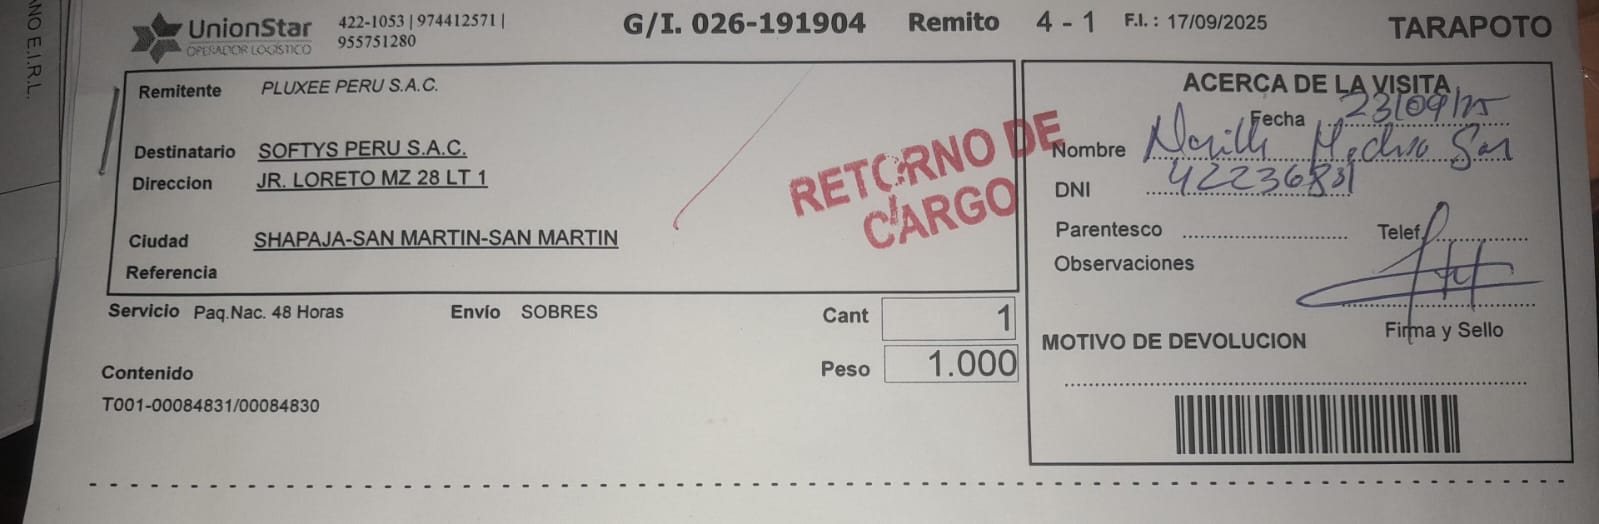 NO E.I.R.L.
UnionStar
OPERADOR LOGÍSTICO
422-1053 | 974412571 |
955751280
G/I. 026-191904 Remito 4 - 1 F.I. : 17/09/2025 TARAPOTO
Remitente PLUXEE PERU S.A.C.
Destinatario SOFTYS PERU S.A.C.
Direccion JR. LORETO MZ 28 LT 1
Ciudad SHAPAJA-SAN MARTIN-SAN MARTIN
Referencia
RETORNO DE
CARGO
Servicio Paq.Nac. 48 Horas Envío SOBRES Cant 1
Peso 1.000
Contenido
T001-00084831/00084830
ACERCA DE LA VISITA
Fecha 23/09/25
Nombre
DNI 42236831
Parentesco Telef.
Observaciones
Firma y Sello
MOTIVO DE DEVOLUCION